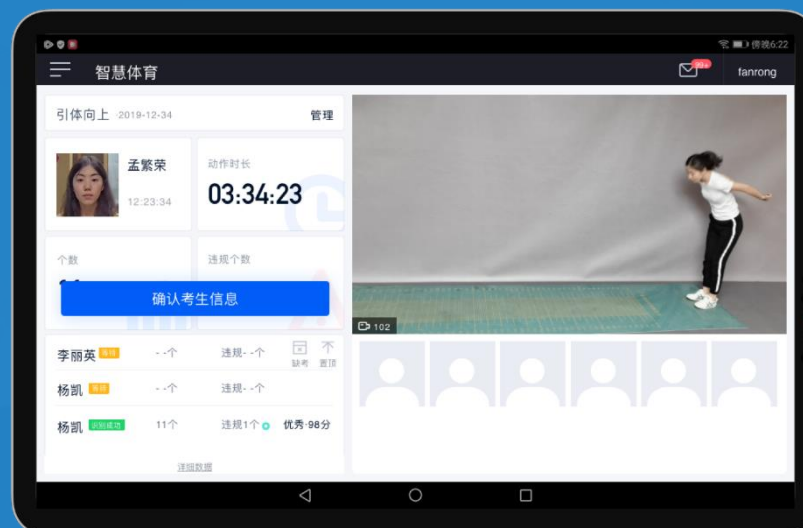 傍晚6:22
智慧体育
99+
fanrong
引体向上 ·2019-12-34
管理
孟繁荣
12:23:34
动作时长
03:34:23
个数
违规个数
确认考生信息
102
李丽英 等待 - -个 违规- -个 缺考 置顶
杨凯 等待 - -个 违规- -个
杨凯 识别成功 11个 违规1个 优秀·98分
详细数据